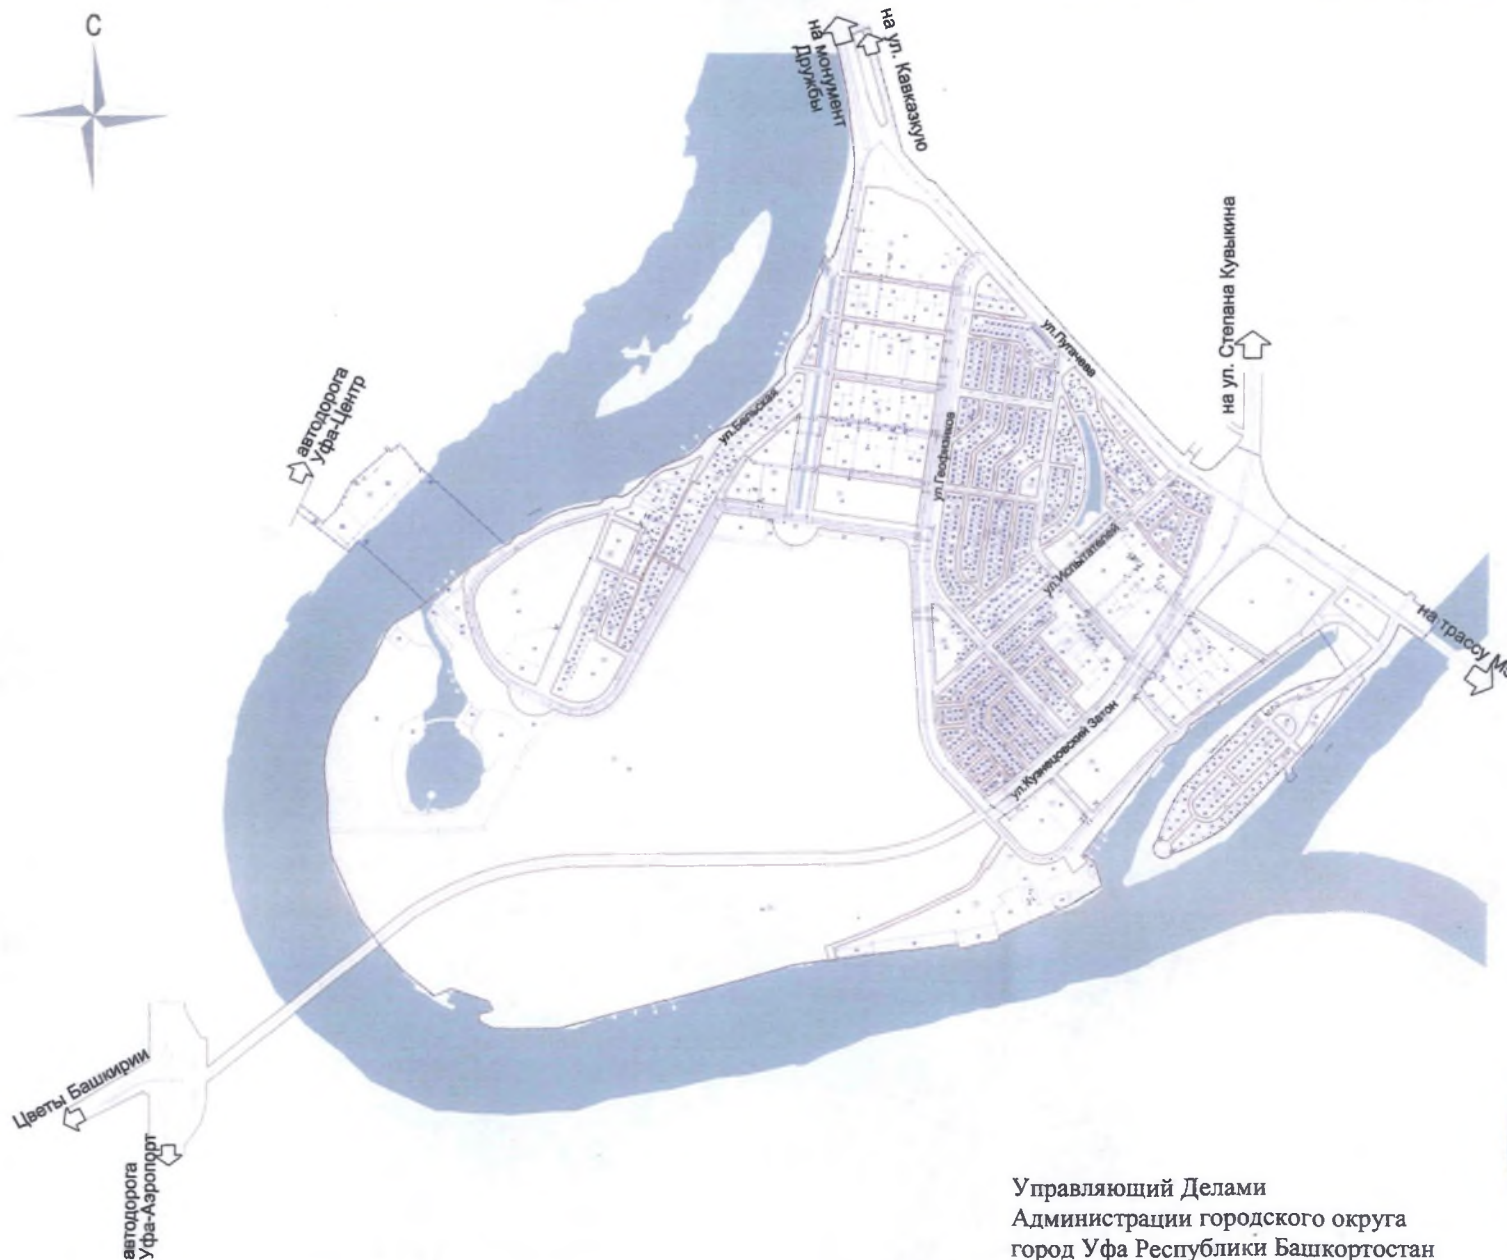 С
на монумент
Дружбы
на ул. Кавказкую
на ул. Степана Кувыкина
автодорога
Уфа-Центр
ул.Пугачева
ул.Бельская
ул.Геофизиков
ул.Испытателей
на трассу
ул.Кузнецовский Затон
Цветы Башкирии
автодорога
Уфа-Аэропорт
Управляющий Делами
Администрации городского округа
город Уфа Республики Башкортостан